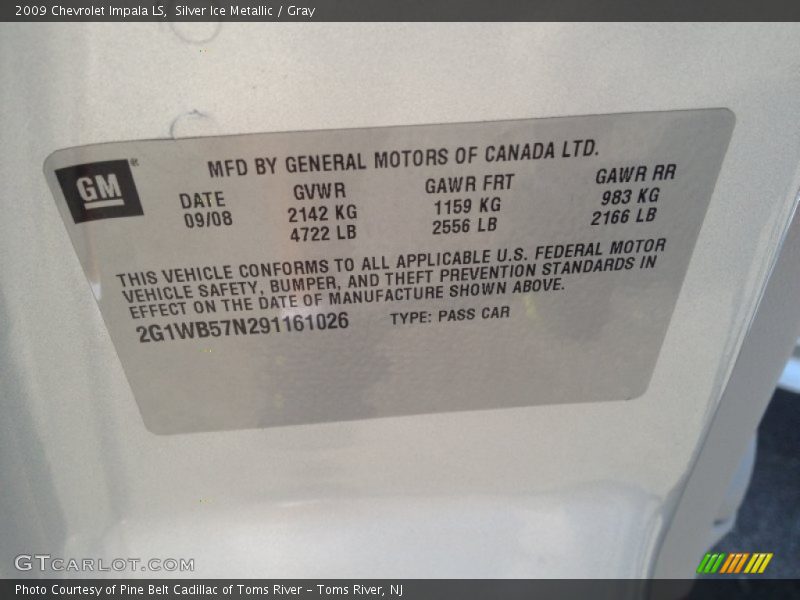 2009 Chevrolet Impala LS, Silver Ice Metallic / Gray
GM ®
MFD BY GENERAL MOTORS OF CANADA LTD.
DATE GVWR GAWR FRT GAWR RR
09/08 2142 KG 1159 KG 983 KG
4722 LB 2556 LB 2166 LB
THIS VEHICLE CONFORMS TO ALL APPLICABLE U.S. FEDERAL MOTOR
VEHICLE SAFETY, BUMPER, AND THEFT PREVENTION STANDARDS IN
EFFECT ON THE DATE OF MANUFACTURE SHOWN ABOVE.
2G1WB57N291161026 TYPE: PASS CAR
GTCARLOT.COM
Photo Courtesy of Pine Belt Cadillac of Toms River – Toms River, NJ